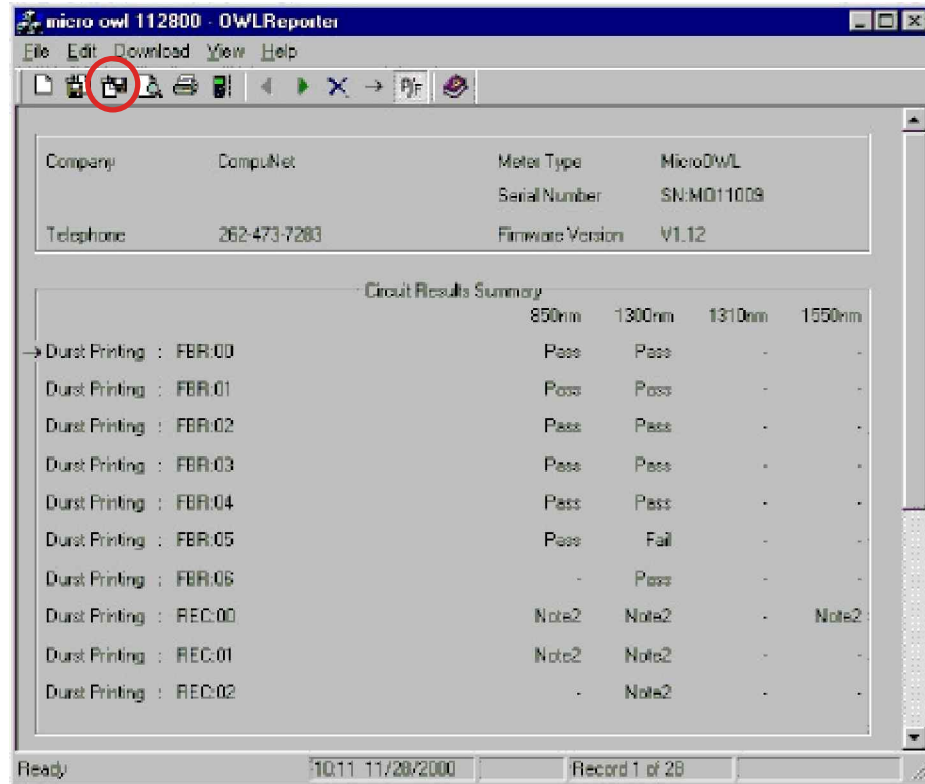 micro owl 112800 - OWLReporter
File Edit Download View Help
P/F
Company CompuNet Meter Type MicroOWL
Serial Number SN:MO11009
Telephone 262-473-7283 Firmware Version V1.12
Circuit Results Summary
850nm 1300nm 1310nm 1550nm
→ Durst Printing : FBR:00 Pass Pass - -
Durst Printing : FBR:01 Pass Pass - -
Durst Printing : FBR:02 Pass Pass - -
Durst Printing : FBR:03 Pass Pass - -
Durst Printing : FBR:04 Pass Pass - -
Durst Printing : FBR:05 Pass Fail - -
Durst Printing : FBR:06 - Pass - -
Durst Printing : REC:00 Note2 Note2 - Note2
Durst Printing : REC:01 Note2 Note2 - -
Durst Printing : REC:02 - Note2 - -
Ready 10:11 11/28/2000 Record 1 of 28